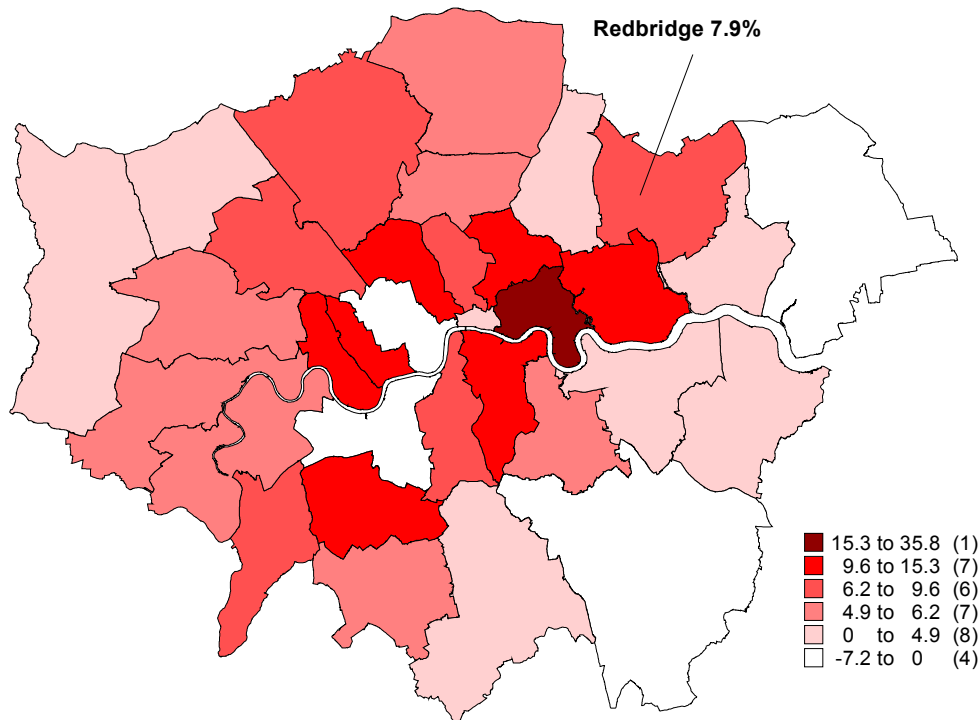 Redbridge 7.9%
15.3 to 35.8 (1)
9.6 to 15.3 (7)
6.2 to 9.6 (6)
4.9 to 6.2 (7)
0 to 4.9 (8)
-7.2 to 0 (4)